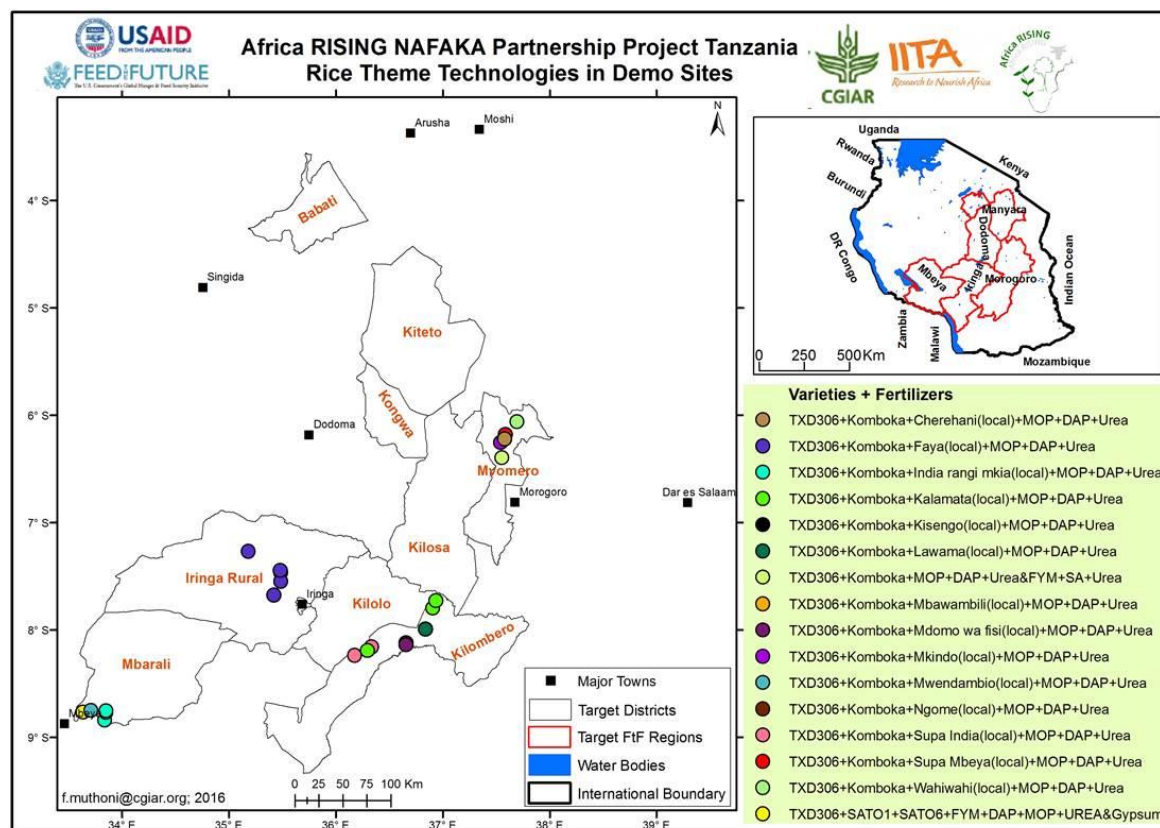 USAID
FROM THE AMERICAN PEOPLE
FEED THE FUTURE
The U.S. Government's Global Hunger & Food Security Initiative
Africa RISING NAFAKA Partnership Project Tanzania
Rice Theme Technologies in Demo Sites
CGIAR
IITA
Research to Nourish Africa
Africa RISING
N
Arusha
Moshi
Babati
4° S
Singida
5° S
Kiteto
Kongwa
6° S
Dodoma
Mvomero
Morogoro
Dar es Salaam
7° S
Kilosa
Iringa Rural
Iringa
Kilolo
8° S
Kilombero
Mbarali
9° S
Major Towns
Target Districts
Target FtF Regions
Water Bodies
International Boundary
0 25 50 75 100 Km
f.muthoni@cgiar.org; 2016
34° E
35° E
36° E
37° E
38° E
39° E
Uganda
Rwanda
Kenya
Burundi
Manyara
Dodoma
DR Congo
Mbeya
Iringa
Morogoro
Indian Ocean
Zambia
Malawi
Mozambique
0 250 500 Km
Varieties + Fertilizers
TXD306+Komboka+Cherehani(local)+MOP+DAP+Urea
TXD306+Komboka+Faya(local)+MOP+DAP+Urea
TXD306+Komboka+India rangi mkia(local)+MOP+DAP+Urea
TXD306+Komboka+Kalamata(local)+MOP+DAP+Urea
TXD306+Komboka+Kisengo(local)+MOP+DAP+Urea
TXD306+Komboka+Lawama(local)+MOP+DAP+Urea
TXD306+Komboka+MOP+DAP+Urea&FYM+SA+Urea
TXD306+Komboka+Mbawambili(local)+MOP+DAP+Urea
TXD306+Komboka+Mdomo wa fisi(local)+MOP+DAP+Urea
TXD306+Komboka+Mkindo(local)+MOP+DAP+Urea
TXD306+Komboka+Mwendambio(local)+MOP+DAP+Urea
TXD306+Komboka+Ngome(local)+MOP+DAP+Urea
TXD306+Komboka+Supa India(local)+MOP+DAP+Urea
TXD306+Komboka+Supa Mbeya(local)+MOP+DAP+Urea
TXD306+Komboka+Wahiwahi(local)+MOP+DAP+Urea
TXD306+SATO1+SATO6+FYM+DAP+MOP+UREA&Gypsum